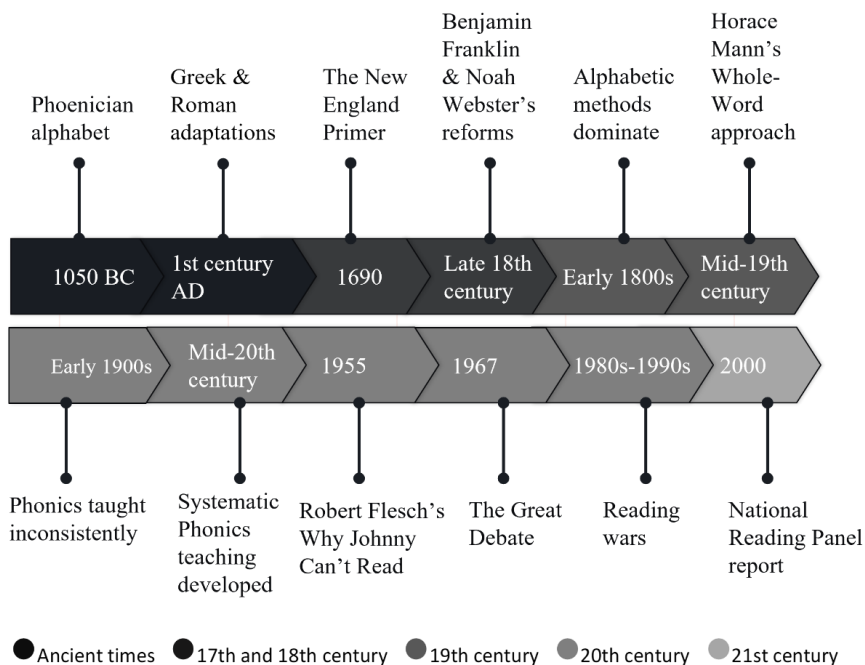 Phoenician
alphabet
Greek &
Roman
adaptations
The New
England
Primer
Benjamin
Franklin
& Noah
Webster's
reforms
Alphabetic
methods
dominate
Horace
Mann's
Whole-
Word
approach
1050 BC
1st century
AD
1690
Late 18th
century
Early 1800s
Mid-19th
century
Early 1900s
Mid-20th
century
1955
1967
1980s-1990s
2000
Phonics taught
inconsistently
Systematic
Phonics
teaching
developed
Robert Flesch's
Why Johnny
Can't Read
The Great
Debate
Reading
wars
National
Reading Panel
report
Ancient times
17th and 18th century
19th century
20th century
21st century